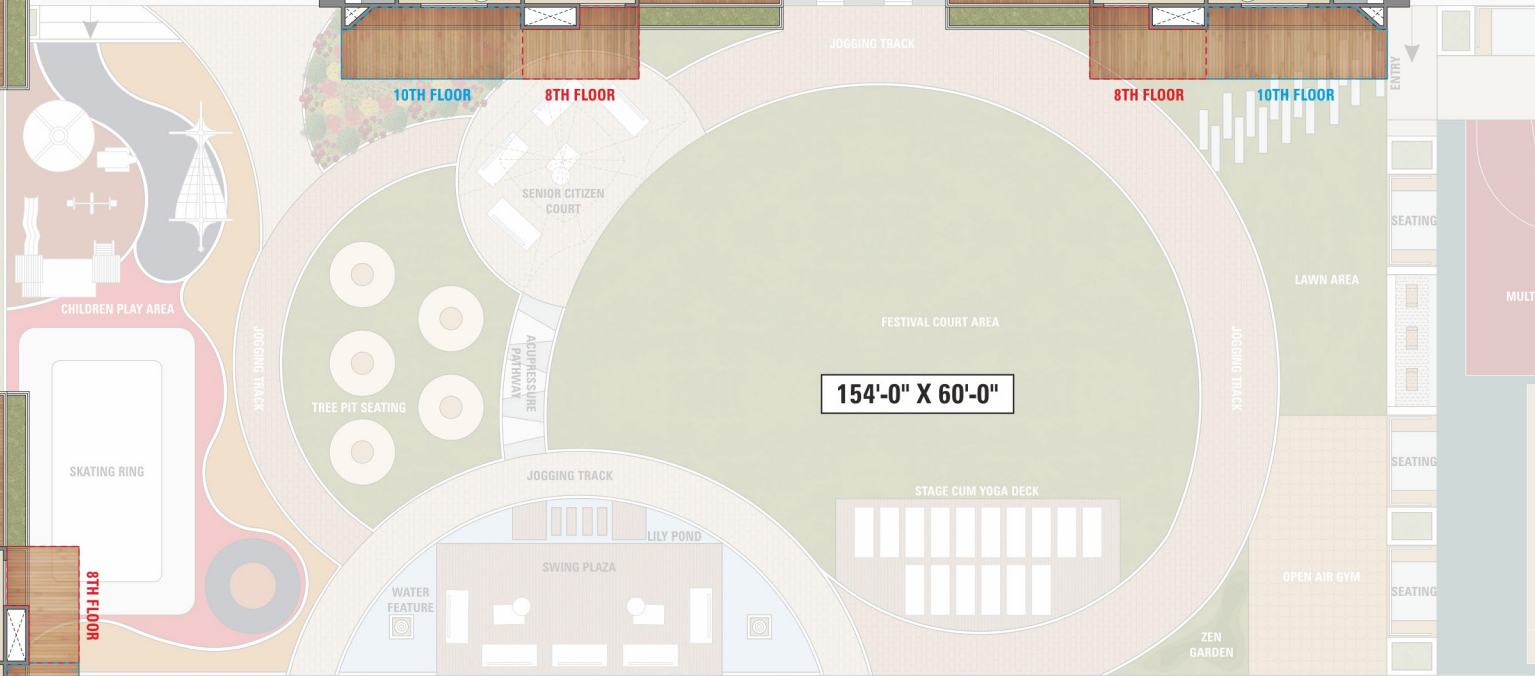 JOGGING TRACK
ENTRY
10TH FLOOR
8TH FLOOR
8TH FLOOR
10TH FLOOR
SENIOR CITIZEN
COURT
SEATING
LAWN AREA
MULT
CHILDREN PLAY AREA
FESTIVAL COURT AREA
JOGGING TRACK
ACUPRESSURE
PATHWAY
JOGGING TRACK
154'-0" X 60'-0"
TREE PIT SEATING
SKATING RING
JOGGING TRACK
SEATING
STAGE CUM YOGA DECK
LILY POND
SWING PLAZA
OPEN AIR GYM
SEATING
WATER
FEATURE
8TH FLOOR
ZEN
GARDEN